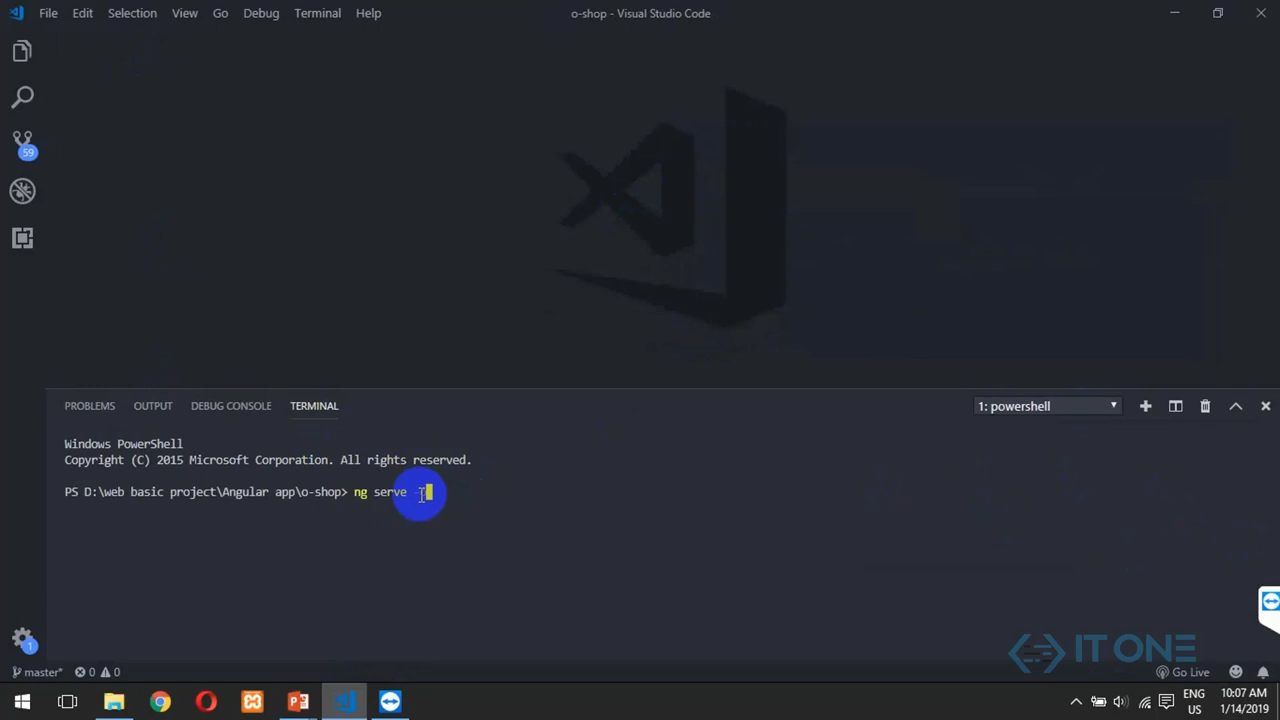 File Edit Selection View Go Debug Terminal Help
o-shop - Visual Studio Code
59
PROBLEMS OUTPUT DEBUG CONSOLE TERMINAL
1: powershell
Windows PowerShell
Copyright (C) 2015 Microsoft Corporation. All rights reserved.
PS D:\web basic project\Angular app\o-shop> ng serve
1
IT ONE
master* 0 0
Go Live
ENG
US
10:07 AM
1/14/2019